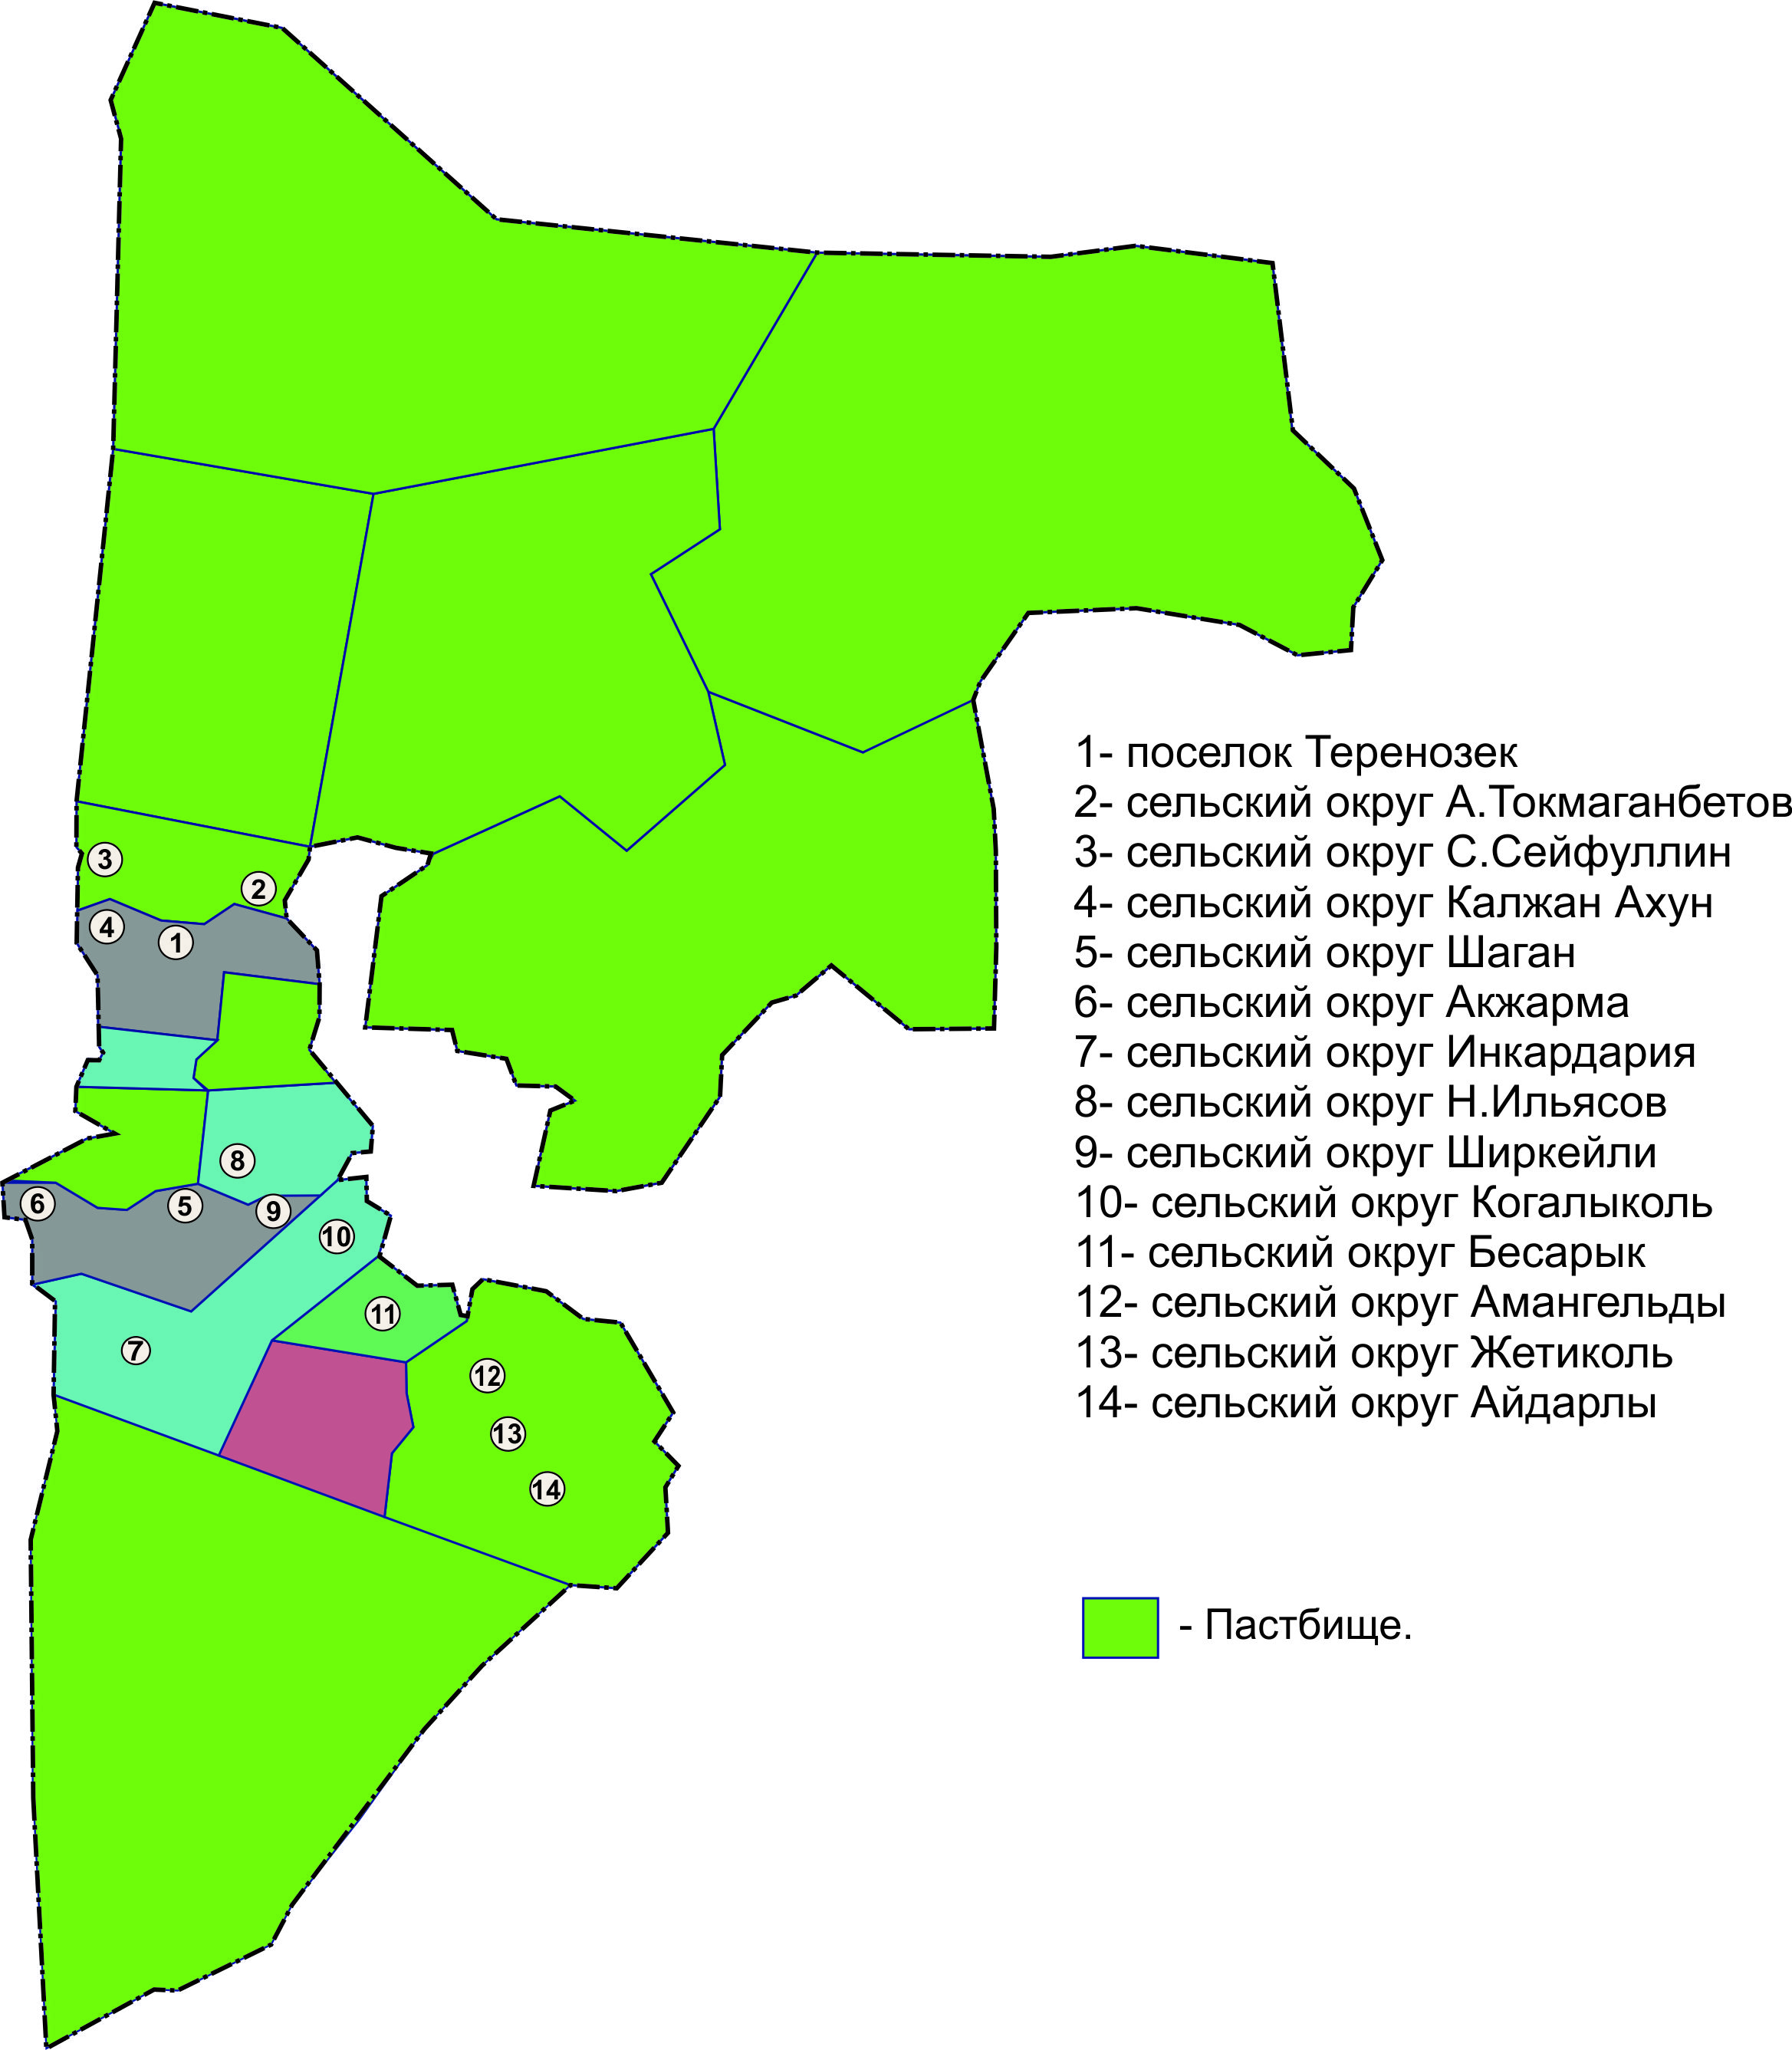 3
2
4
1
8
6
5
9
10
11
7
12
13
14
1- поселок Теренозек
2- сельский округ А.Токмаганбетов
3- сельский округ С.Сейфуллин
4- сельский округ Калжан Ахун
5- сельский округ Шаган
6- сельский округ Акжарма
7- сельский округ Инкардария
8- сельский округ Н.Ильясов
9- сельский округ Ширкейли
10- сельский округ Когалыколь
11- сельский округ Бесарык
12- сельский округ Амангельды
13- сельский округ Жетиколь
14- сельский округ Айдарлы
- Пастбище.